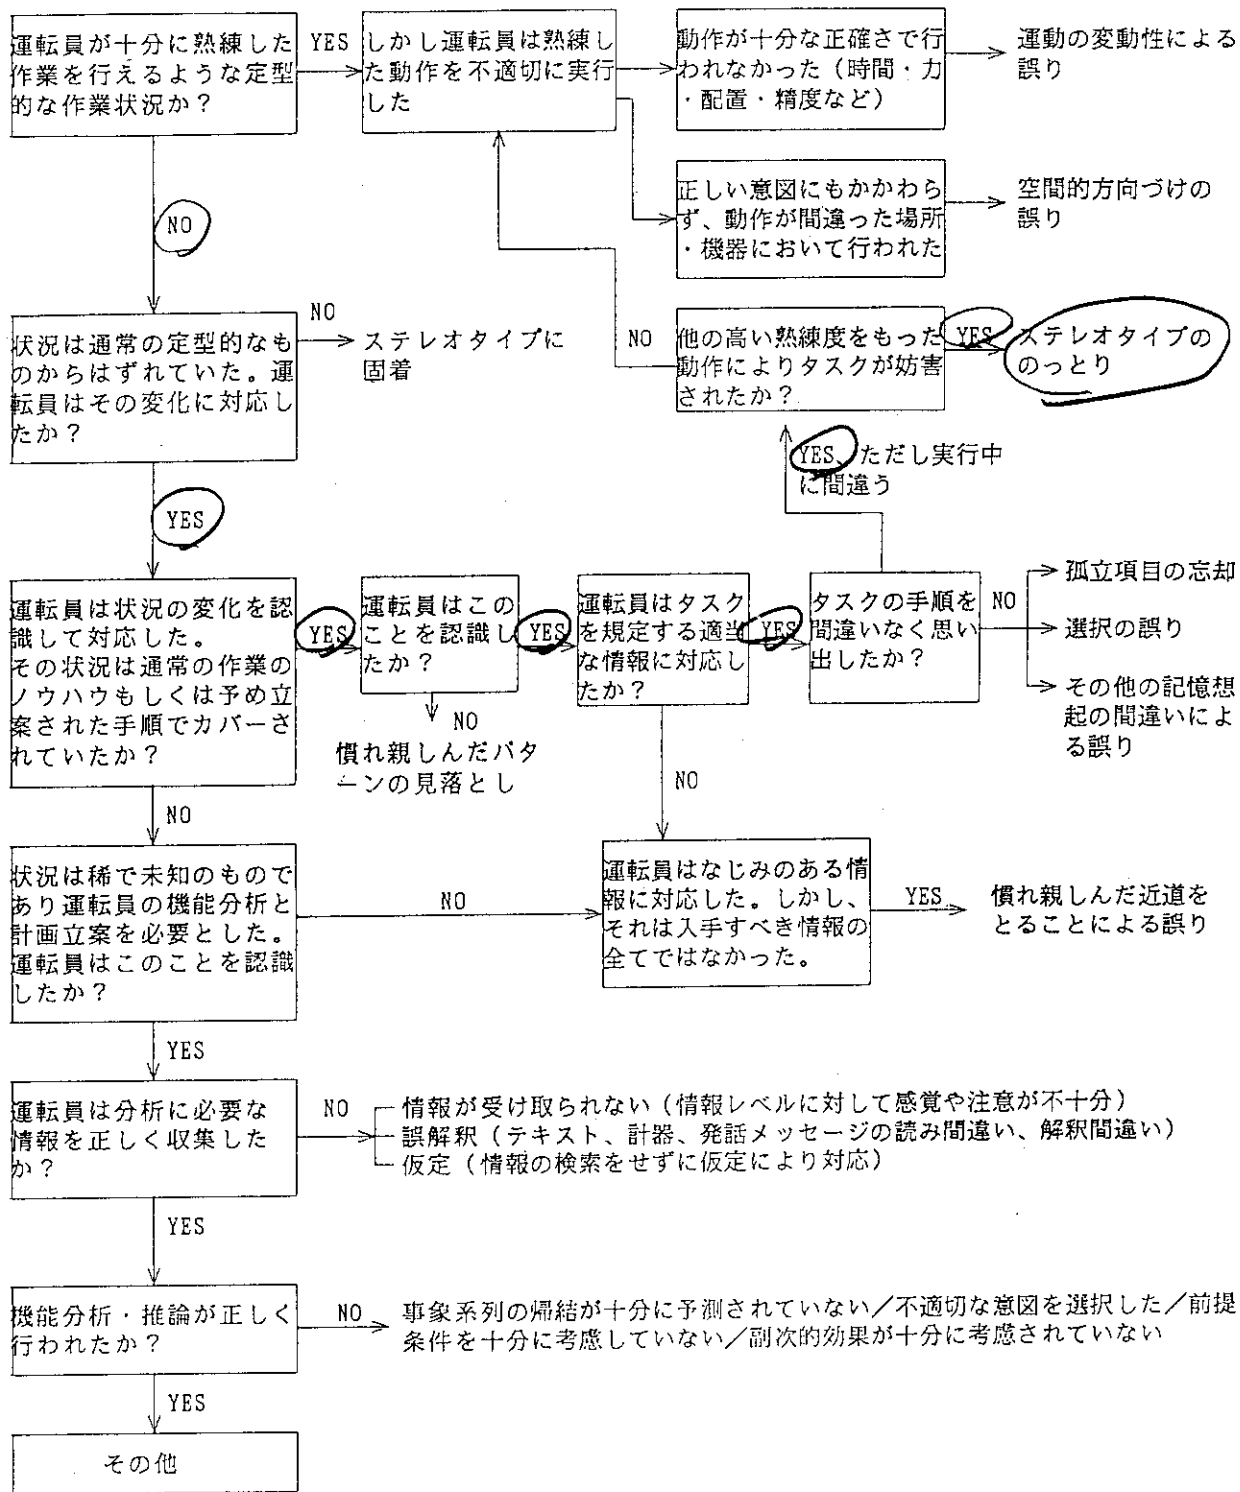 運転員が十分に熟練した
作業を行えるような定型
的な作業状況か？
YES
しかし運転員は熟練し
た動作を不適切に実行
した
動作が十分な正確さで行
われなかった（時間・力
・配置・精度など）
運動の変動性による
誤り
正しい意図にもかかわら
ず、動作が間違った場所
・機器において行われた
空間的方向づけの
誤り
NO
状況は通常の定型的なも
のからはずれていた。運
転員はその変化に対応し
たか？
NO
ステレオタイプに
固着
NO
他の高い熟練度をもった
動作によりタスクが妨害
されたか？
YES
ステレオタイプの
のっとり
YES、ただし実行中
に間違う
YES
運転員は状況の変化を認
識して対応した。
その状況は通常の作業の
ノウハウもしくは予め立
案された手順でカバーさ
れていたか？
YES
運転員はこの
ことを認識し
たか？
YES
運転員はタスク
を規定する適当
な情報に対応し
たか？
YES
タスクの手順を
間違いなく思い
出したか？
NO
孤立項目の忘却
選択の誤り
その他の記憶想
起の間違いによ
る誤り
NO
慣れ親しんだパタ
ーンの見落とし
NO
NO
状況は稀で未知のもので
あり運転員の機能分析と
計画立案を必要とした。
運転員はこのことを認識
したか？
NO
運転員はなじみのある情
報に対応した。しかし、
それは入手すべき情報の
全てではなかった。
YES
慣れ親しんだ近道を
とることによる誤り
YES
運転員は分析に必要な
情報を正しく収集した
か？
NO
情報が受け取られない（情報レベルに対して感覚や注意が不十分）
誤解釈（テキスト、計器、発話メッセージの読み間違い、解釈間違い）
仮定（情報の検索をせずに仮定により対応）
YES
機能分析・推論が正しく
行われたか？
NO
事象系列の帰結が十分に予測されていない／不適切な意図を選択した／前提
条件を十分に考慮していない／副次的効果が十分に考慮されていない
YES
その他